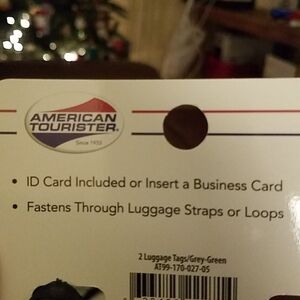 AMERICAN
TOURISTER.
Since 1933
• ID Card Included or Insert a Business Card
• Fastens Through Luggage Straps or Loops
2 Luggage Tags/Grey-Green
AT99-170-027-05